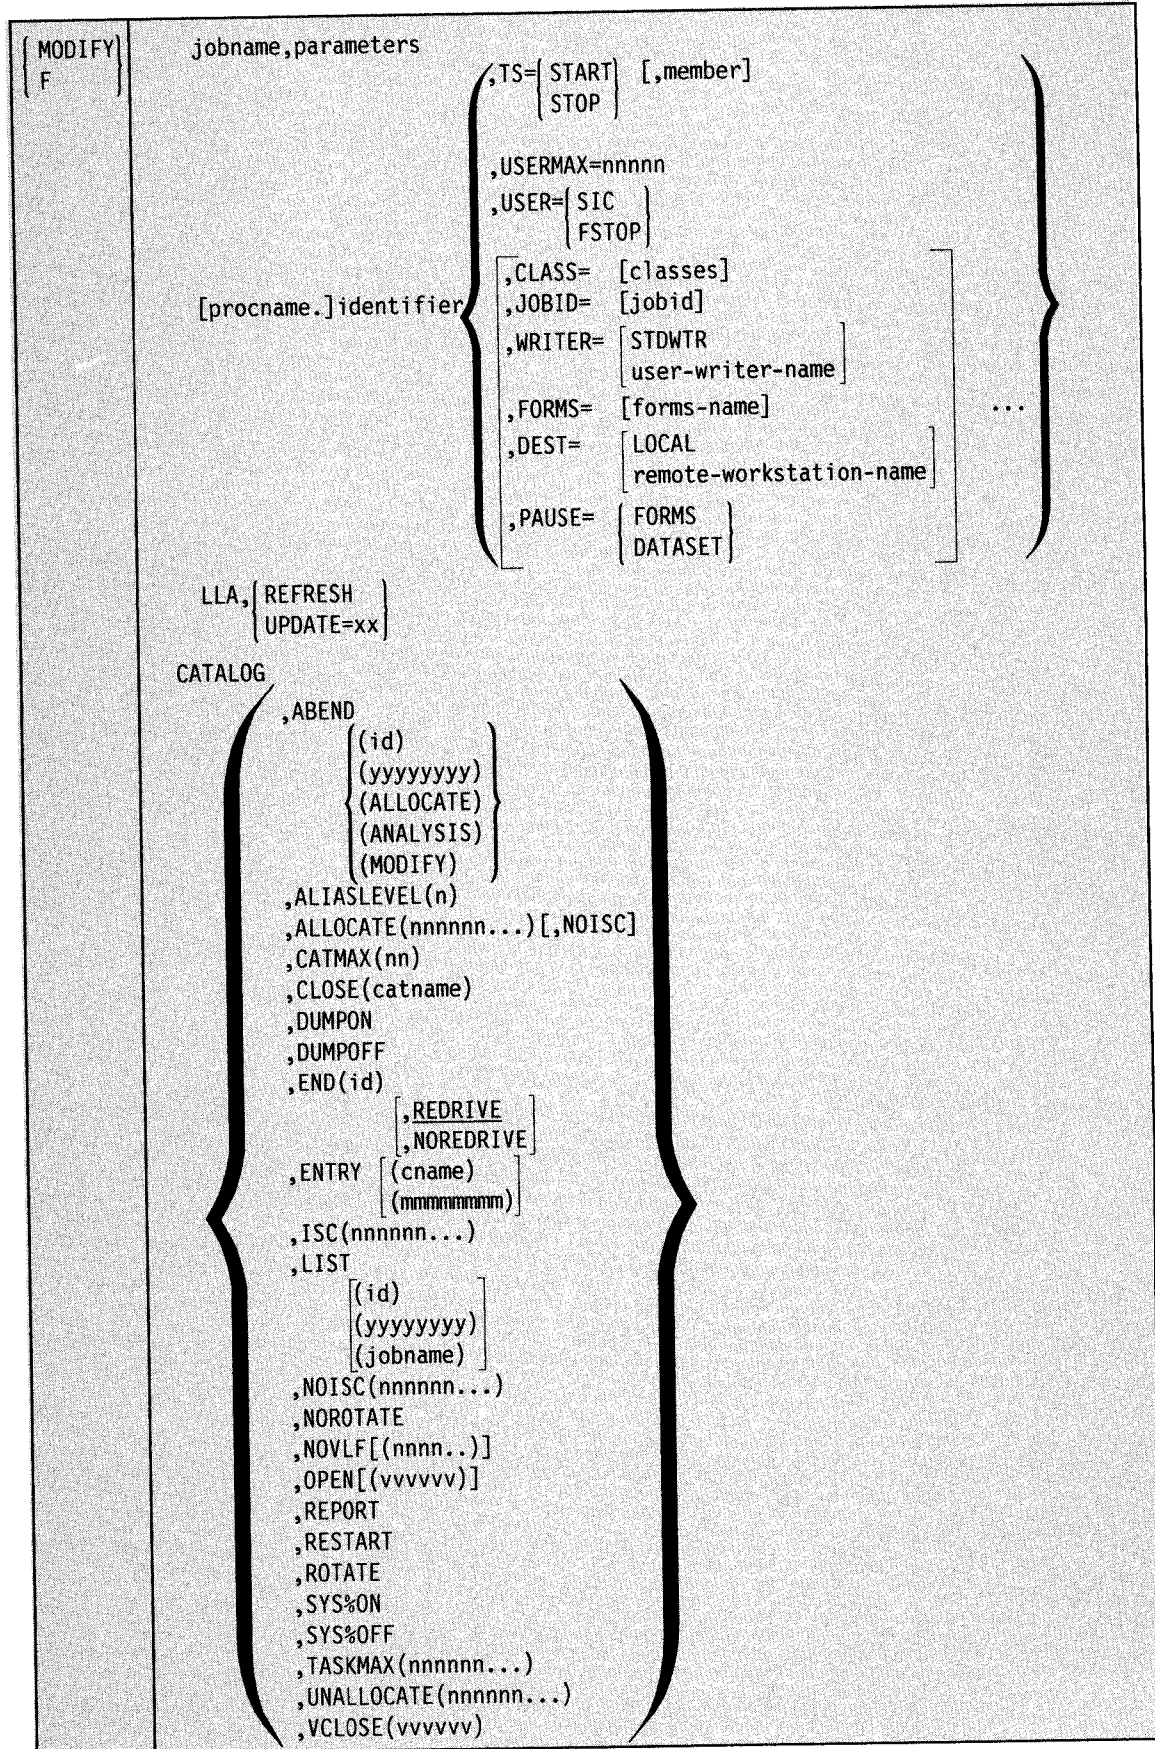 MODIFY jobname,parameters
F
,TS= START [,member]
STOP
,USERMAX=nnnnn
,USER= SIC
FSTOP
,CLASS= [classes]
[procname.]identifier ,JOBID= [jobid]
,WRITER= STDWTR
user-writer-name
,FORMS= [forms-name] ...
,DEST= LOCAL
remote-workstation-name
,PAUSE= FORMS
DATASET
LLA, REFRESH
UPDATE=xx
CATALOG
,ABEND
(id)
(yyyyyyyy)
(ALLOCATE)
(ANALYSIS)
(MODIFY)
,ALIASLEVEL(n)
,ALLOCATE(nnnnnn...)[,NOISC]
,CATMAX(nn)
,CLOSE(catname)
,DUMPON
,DUMPOFF
,END(id)
,REDRIVE
,NOREDRIVE
,ENTRY (cname)
(mmmmmmmm)
,ISC(nnnnnn...)
,LIST
(id)
(yyyyyyyy)
(jobname)
,NOISC(nnnnnn...)
,NOROTATE
,NOVLF[(nnnn..)]
,OPEN[(vvvvvv)]
,REPORT
,RESTART
,ROTATE
,SYS%ON
,SYS%OFF
,TASKMAX(nnnnnn...)
,UNALLOCATE(nnnnnn...)
,VCLOSE(vvvvvv)